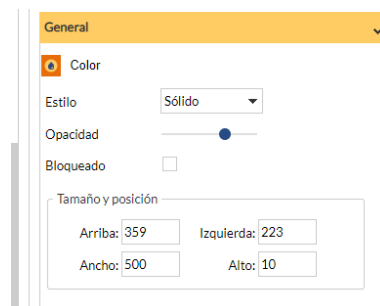 General
Color
Estilo Sólido
Opacidad
Bloqueado
Tamaño y posición
Arriba: 359 Izquierda: 223
Ancho: 500 Alto: 10